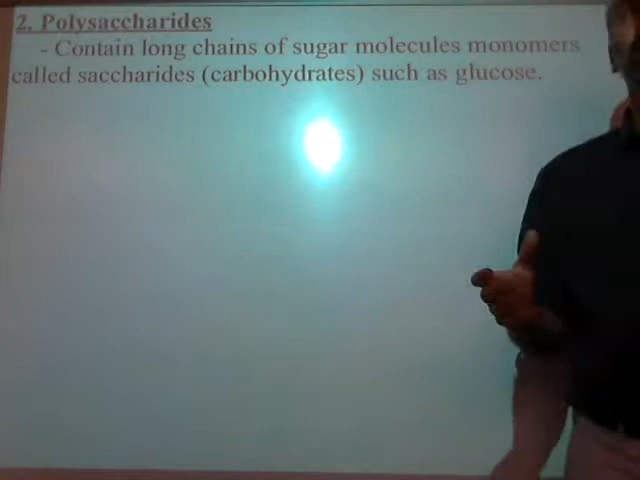 2. Polysaccharides
- Contain long chains of sugar molecules monomers
called saccharides (carbohydrates) such as glucose.